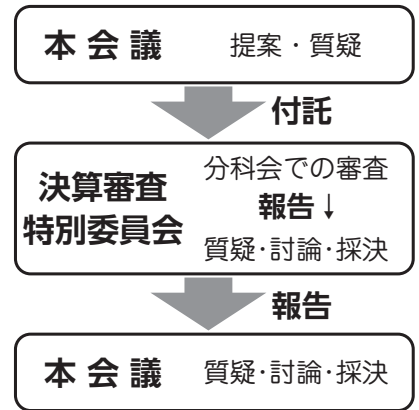 本会議 提案・質疑
付託
決算審査
特別委員会
分科会での審査
報告↓
質疑・討論・採決
報告
本会議 質疑・討論・採決